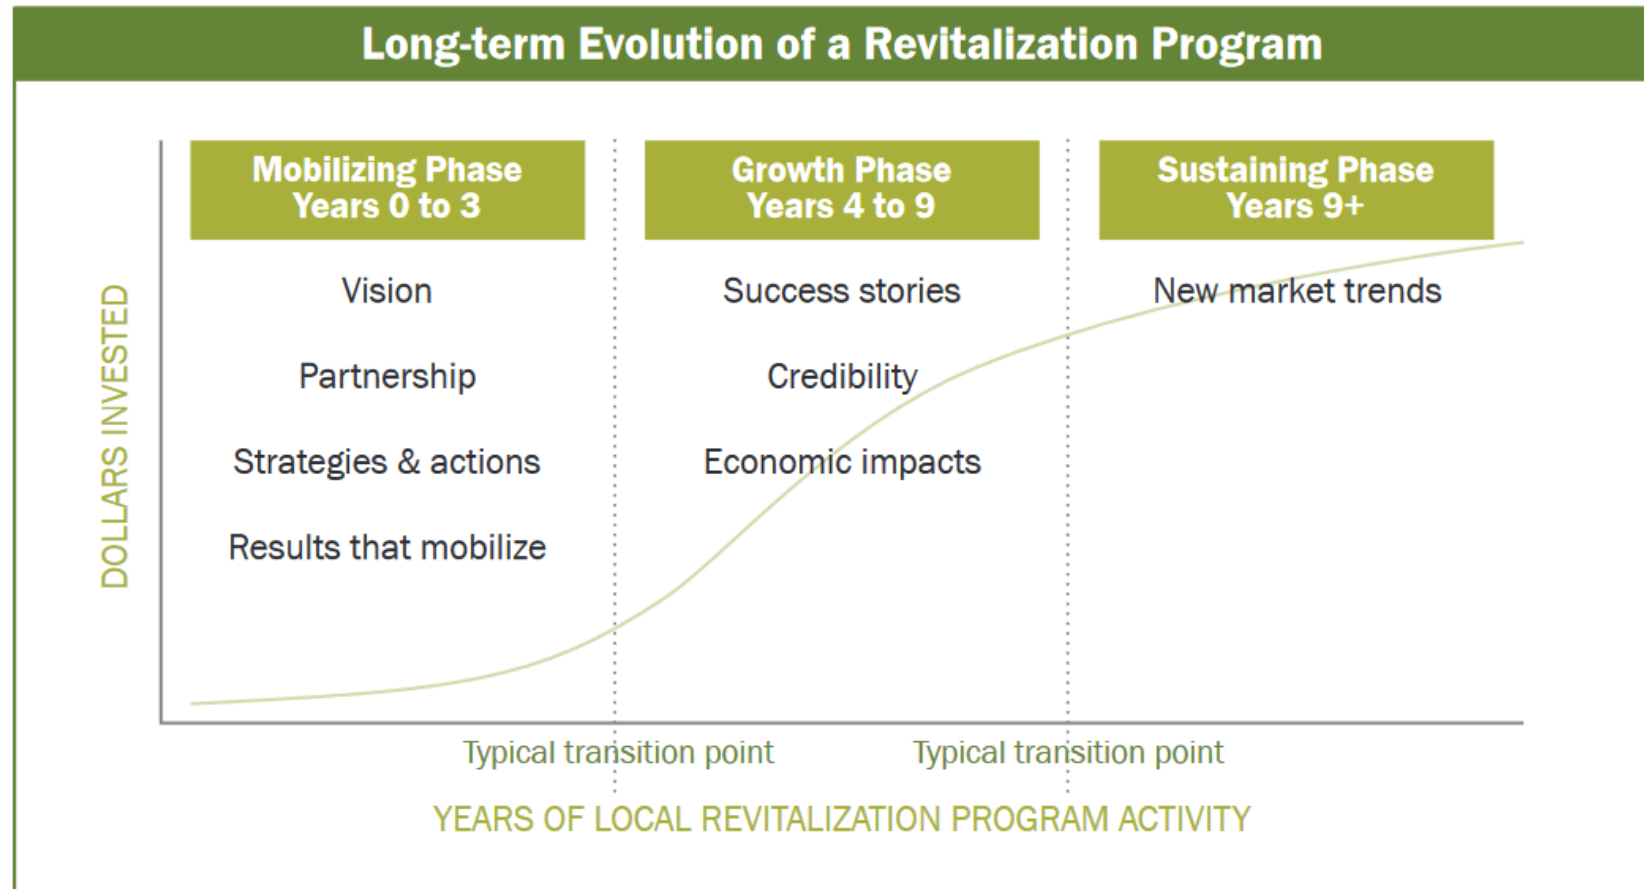 Long-term Evolution of a Revitalization Program
Mobilizing Phase
Years 0 to 3
Vision
Partnership
Strategies & actions
Results that mobilize
Growth Phase
Years 4 to 9
Success stories
Credibility
Economic impacts
Sustaining Phase
Years 9+
New market trends
DOLLARS INVESTED
Typical transition point
Typical transition point
YEARS OF LOCAL REVITALIZATION PROGRAM ACTIVITY